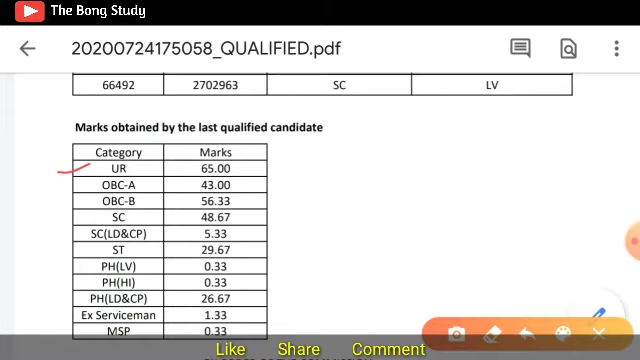 The Bong Study
20200724175058_QUALIFIED.pdf
66492 2702963 SC LV
Marks obtained by the last qualified candidate
Category Marks
UR 65.00
OBC-A 43.00
OBC-B 56.33
SC 48.67
SC(LD&CP) 5.33
ST 29.67
PH(LV) 0.33
PH(HI) 0.33
PH(LD&CP) 26.67
Ex Serviceman 1.33
MSP 0.33
Like Share Comment